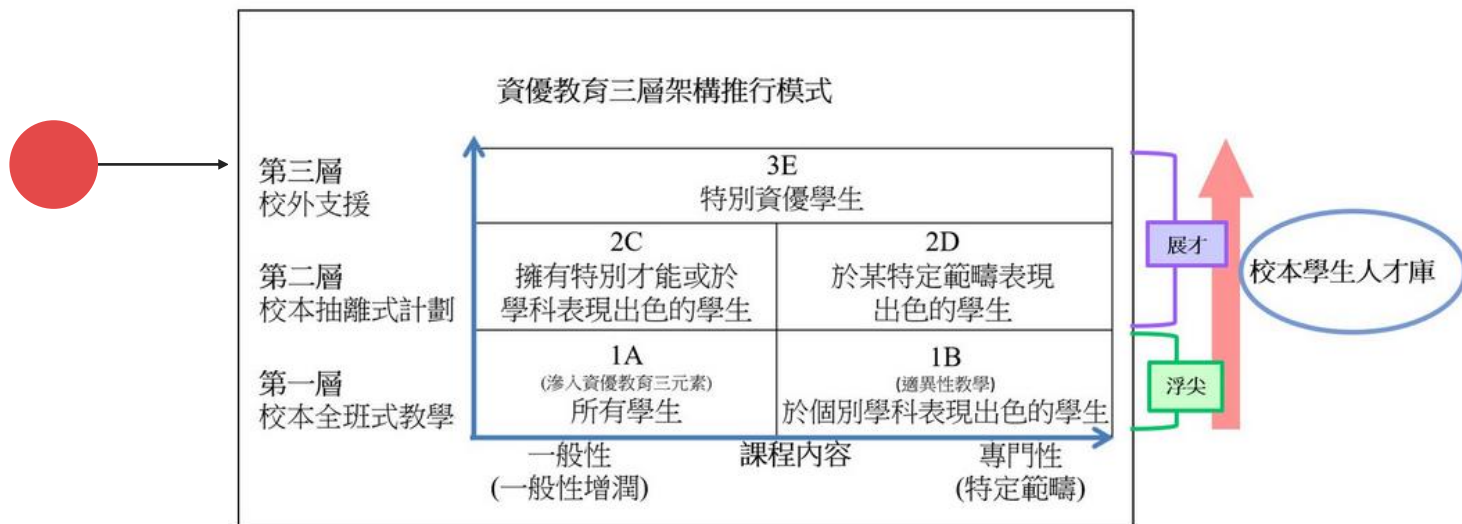 資優教育三層架構推行模式
第三層
校外支援
3E
特別資優學生
第二層
校本抽離式計劃
2C
擁有特別才能或於
學科表現出色的學生
2D
於某特定範疇表現
出色的學生
第一層
校本全班式教學
1A
(滲入資優教育三元素)
所有學生
1B
(適異性教學)
於個別學科表現出色的學生
一般性
(一般性增潤)
課程內容
專門性
(特定範疇)
展才
浮尖
校本學生人才庫